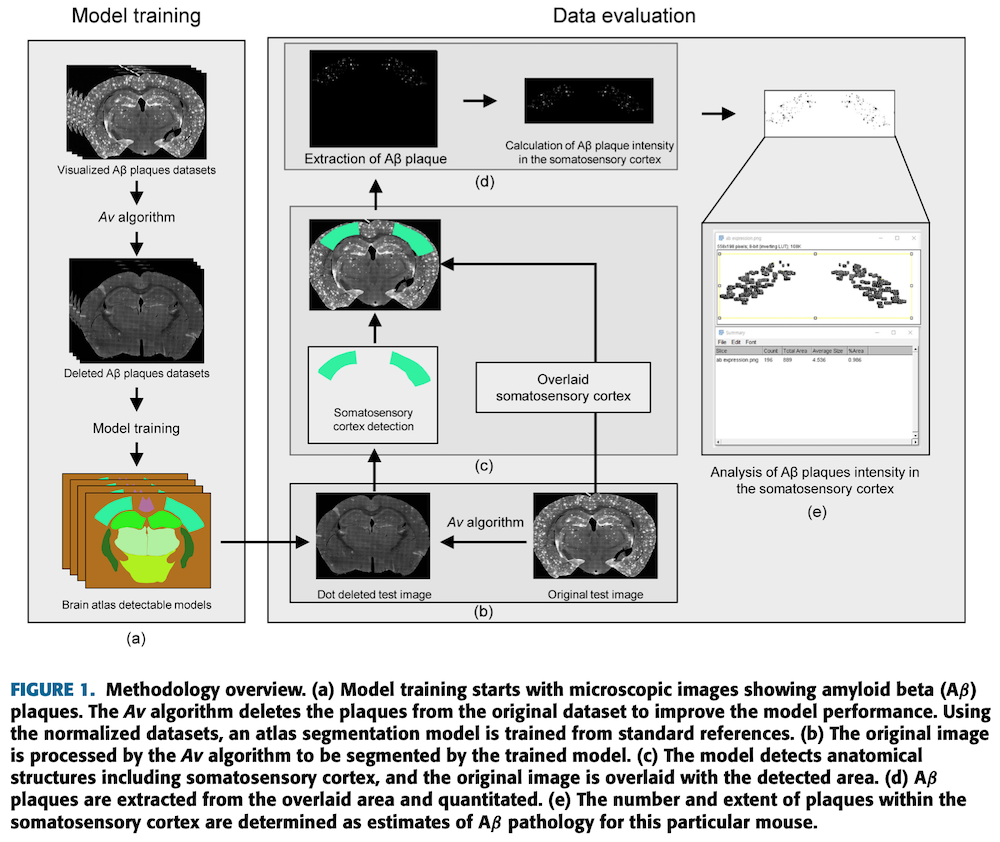 Model training
Data evaluation
Visualized Aβ plaques datasets
Av algorithm
Deleted Aβ plaques datasets
Model training
Brain atlas detectable models
(a)
Extraction of Aβ plaque
Calculation of Aβ plaque intensity
in the somatosensory cortex
(d)
Somatosensory
cortex detection
Overlaid
somatosensory cortex
(c)
Dot deleted test image
Av algorithm
Original test image
(b)
ab expression.png
8-bit (inverting LUT)
Summary
File Edit Font
Slice Count Total Area Average Size %Area
ab expression.png 196 889 4.536 0.986
Analysis of Aβ plaques intensity in
the somatosensory cortex
(e)
FIGURE 1. Methodology overview. (a) Model training starts with microscopic images showing amyloid beta (Aβ)
plaques. The Av algorithm deletes the plaques from the original dataset to improve the model performance. Using
the normalized datasets, an atlas segmentation model is trained from standard references. (b) The original image
is processed by the Av algorithm to be segmented by the trained model. (c) The model detects anatomical
structures including somatosensory cortex, and the original image is overlaid with the detected area. (d) Aβ
plaques are extracted from the overlaid area and quantitated. (e) The number and extent of plaques within the
somatosensory cortex are determined as estimates of Aβ pathology for this particular mouse.